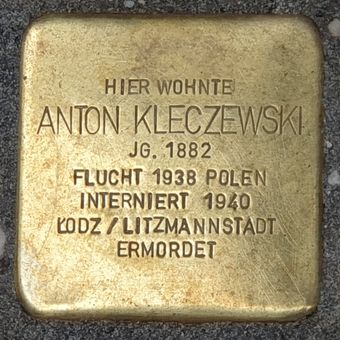 HIER WOHNTE
ANTON KLECZEWSKI
JG. 1882
FLUCHT 1938 POLEN
INTERNIERT 1940
ŁODZ / LITZMANNSTADT
ERMORDET